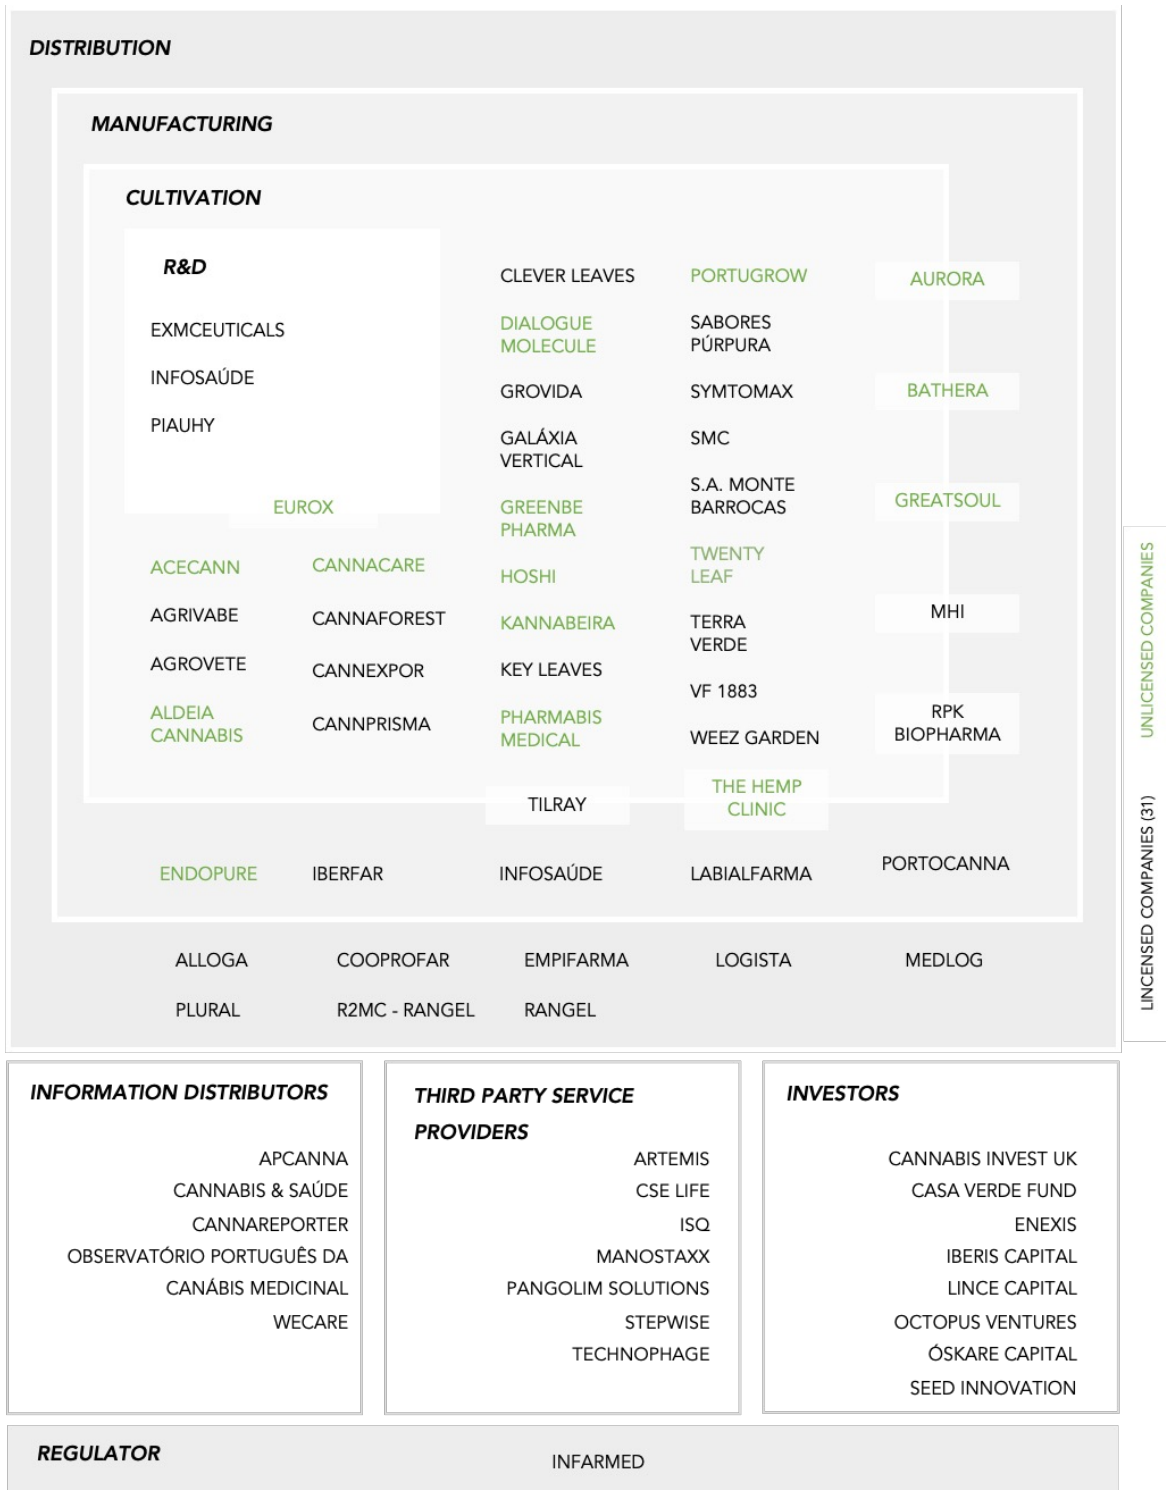 DISTRIBUTION
MANUFACTURING
CULTIVATION
R&D
EXMCEUTICALS
INFOSAÚDE
PIAUHY
EUROX
ACECANN
AGRIVABE
AGROVETE
ALDEIA
CANNABIS
CANNACARE
CANNAFOREST
CANNEXPOR
CANNPRISMA
CLEVER LEAVES
DIALOGUE
MOLECULE
GROVIDA
GALÁXIA
VERTICAL
GREENBE
PHARMA
HOSHI
KANNABEIRA
KEY LEAVES
PHARMABIS
MEDICAL
TILRAY
PORTUGROW
SABORES
PÚRPURA
SYMTOMAX
SMC
S.A. MONTE
BARROCAS
TWENTY
LEAF
TERRA
VERDE
VF 1883
WEEZ GARDEN
THE HEMP
CLINIC
AURORA
BATHERA
GREATSOUL
MHI
RPK
BIOPHARMA
ENDOPURE
IBERFAR
INFOSAÚDE
LABIALFARMA
PORTOCANNA
ALLOGA
COOPROFAR
EMPIFARMA
LOGISTA
MEDLOG
PLURAL
R2MC - RANGEL
RANGEL
UNLICENSED COMPANIES
LINCENSED COMPANIES (31)
INFORMATION DISTRIBUTORS
APCANNA
CANNABIS & SAÚDE
CANNAREPORTER
OBSERVATÓRIO PORTUGUÊS DA
CANÁBIS MEDICINAL
WECARE
THIRD PARTY SERVICE
PROVIDERS
ARTEMIS
CSE LIFE
ISQ
MANOSTAXX
PANGOLIM SOLUTIONS
STEPWISE
TECHNOPHAGE
INVESTORS
CANNABIS INVEST UK
CASA VERDE FUND
ENEXIS
IBERIS CAPITAL
LINCE CAPITAL
OCTOPUS VENTURES
ÓSKARE CAPITAL
SEED INNOVATION
REGULATOR
INFARMED